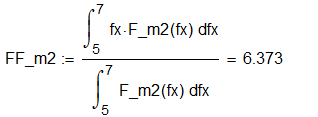 FF_m2 := ∫_5^7 fx·F_m2(fx) dfx / ∫_5^7 F_m2(fx) dfx = 6.373